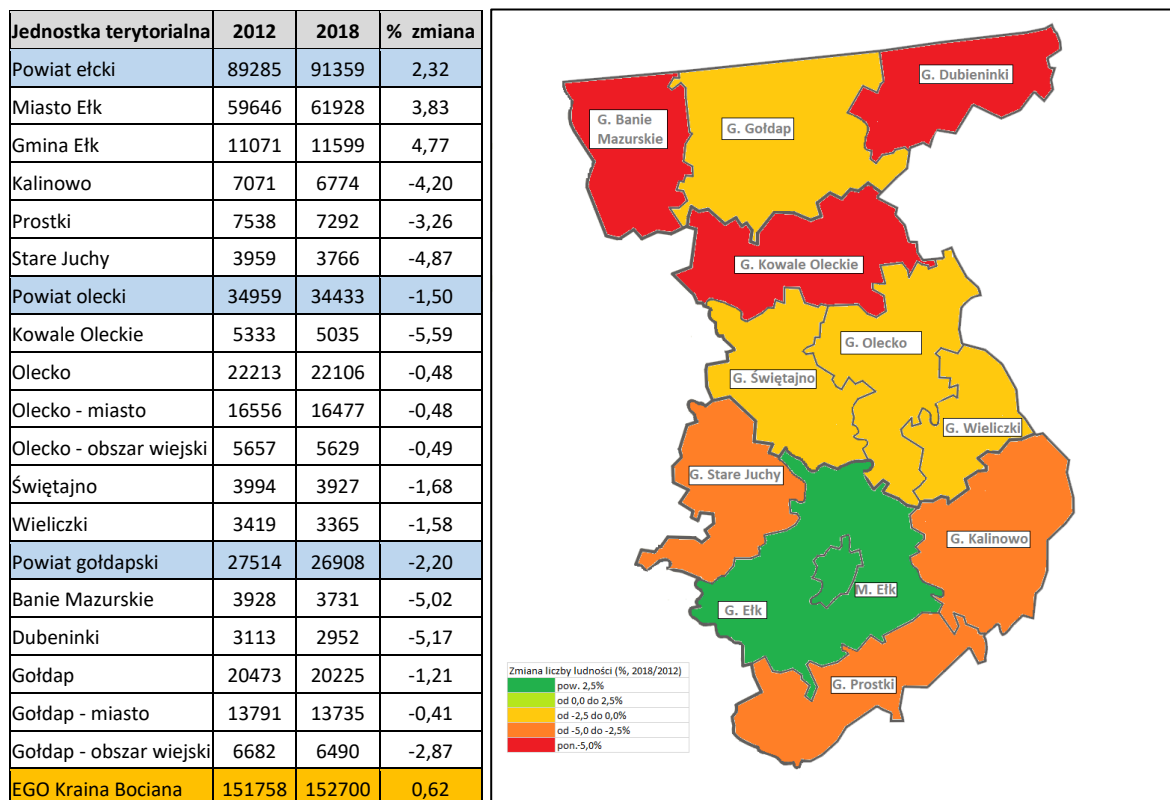 Jednostka terytorialna 2012 2018 % zmiana
Powiat ełcki 89285 91359 2,32
Miasto Ełk 59646 61928 3,83
Gmina Ełk 11071 11599 4,77
Kalinowo 7071 6774 -4,20
Prostki 7538 7292 -3,26
Stare Juchy 3959 3766 -4,87
Powiat olecki 34959 34433 -1,50
Kowale Oleckie 5333 5035 -5,59
Olecko 22213 22106 -0,48
Olecko - miasto 16556 16477 -0,48
Olecko - obszar wiejski 5657 5629 -0,49
Świętajno 3994 3927 -1,68
Wieliczki 3419 3365 -1,58
Powiat gołdapski 27514 26908 -2,20
Banie Mazurskie 3928 3731 -5,02
Dubeninki 3113 2952 -5,17
Gołdap 20473 20225 -1,21
Gołdap - miasto 13791 13735 -0,41
Gołdap - obszar wiejski 6682 6490 -2,87
EGO Kraina Bociana 151758 152700 0,62
G. Dubieninki
G. Banie
Mazurskie
G. Gołdap
G. Kowale Oleckie
G. Olecko
G. Świętajno
G. Wieliczki
G. Stare Juchy
G. Kalinowo
M. Ełk
G. Ełk
G. Prostki
Zmiana liczby ludności (%, 2018/2012)
pow. 2,5%
od 0,0 do 2,5%
od -2,5 do 0,0%
od -5,0 do -2,5%
pon.-5,0%